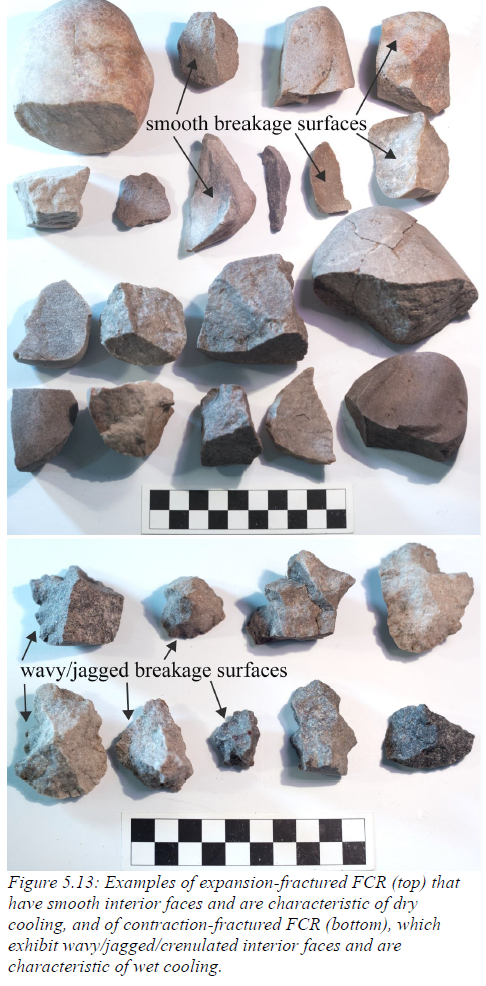 smooth breakage surfaces
wavy/jagged breakage surfaces
Figure 5.13: Examples of expansion-fractured FCR (top) that
have smooth interior faces and are characteristic of dry
cooling, and of contraction-fractured FCR (bottom), which
exhibit wavy/jagged/crenulated interior faces and are
characteristic of wet cooling.